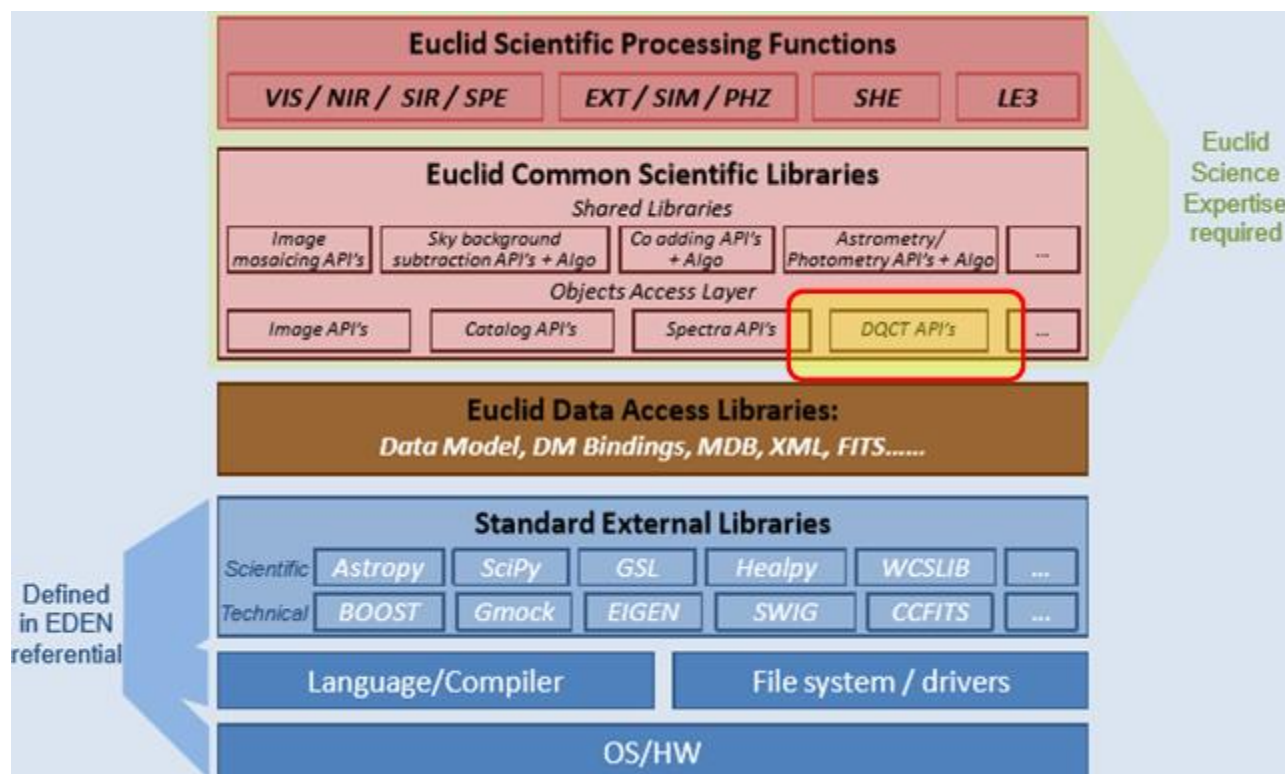 Euclid Scientific Processing Functions
VIS / NIR / SIR / SPE
EXT / SIM / PHZ
SHE
LE3
Euclid Common Scientific Libraries
Shared Libraries
Image
mosaicing API's
Sky background
subtraction API's + Algo
Co adding API's
+ Algo
Astrometry/
Photometry API's + Algo
...
Objects Access Layer
Image API's
Catalog API's
Spectra API's
DQCT API's
...
Euclid
Science
Expertise
required
Euclid Data Access Libraries:
Data Model, DM Bindings, MDB, XML, FITS......
Standard External Libraries
Scientific
Astropy
SciPy
GSL
Healpy
WCSLIB
...
Technical
BOOST
Gmock
EIGEN
SWIG
CCFITS
...
Defined
in EDEN
referential
Language/Compiler
File system / drivers
OS/HW